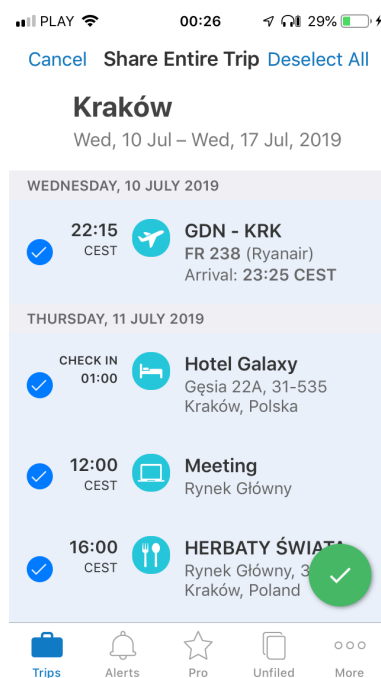 PLAY 00:26 29%
Cancel Share Entire Trip Deselect All
Kraków
Wed, 10 Jul – Wed, 17 Jul, 2019
WEDNESDAY, 10 JULY 2019
22:15 GDN - KRK
CEST FR 238 (Ryanair)
Arrival: 23:25 CEST
THURSDAY, 11 JULY 2019
CHECK IN Hotel Galaxy
01:00 Gęsia 22A, 31-535
Kraków, Polska
12:00 Meeting
CEST Rynek Główny
16:00 HERBATY ŚWIATA
CEST Rynek Główny, 3
Kraków, Poland
Trips Alerts Pro Unfiled More